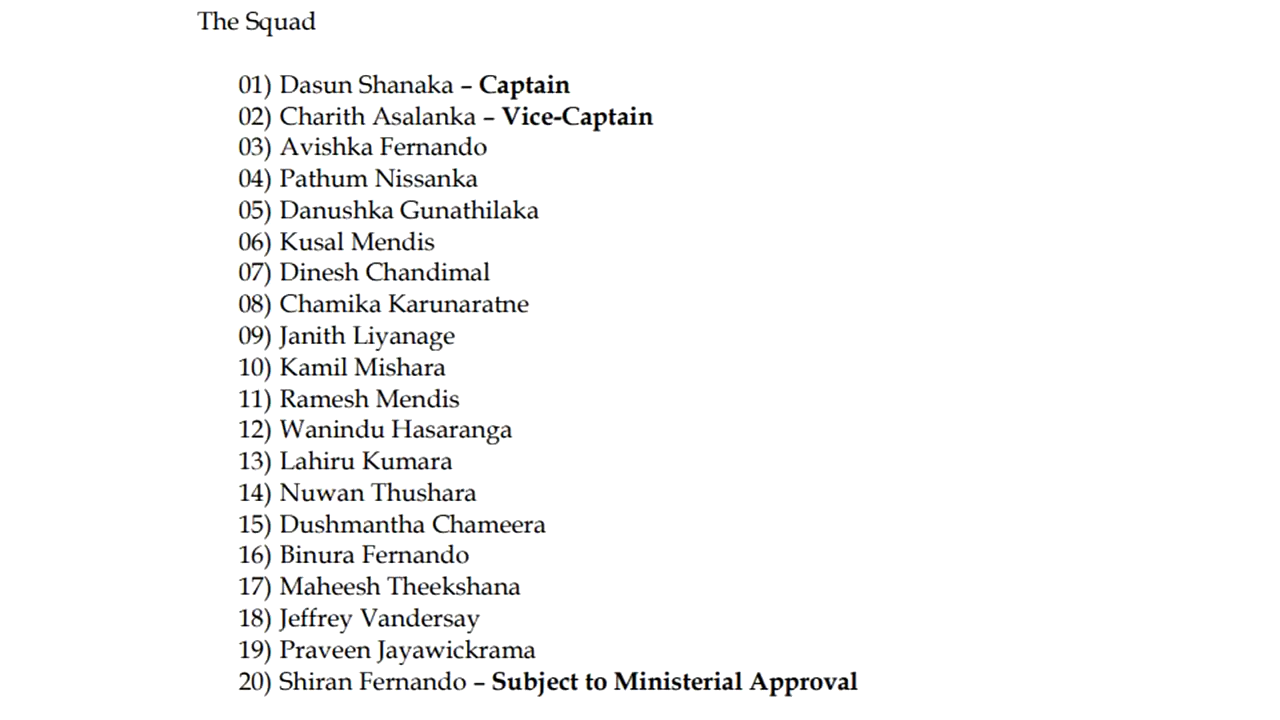 The Squad
01) Dasun Shanaka – Captain
02) Charith Asalanka – Vice-Captain
03) Avishka Fernando
04) Pathum Nissanka
05) Danushka Gunathilaka
06) Kusal Mendis
07) Dinesh Chandimal
08) Chamika Karunaratne
09) Janith Liyanage
10) Kamil Mishara
11) Ramesh Mendis
12) Wanindu Hasaranga
13) Lahiru Kumara
14) Nuwan Thushara
15) Dushmantha Chameera
16) Binura Fernando
17) Maheesh Theekshana
18) Jeffrey Vandersay
19) Praveen Jayawickrama
20) Shiran Fernando – Subject to Ministerial Approval